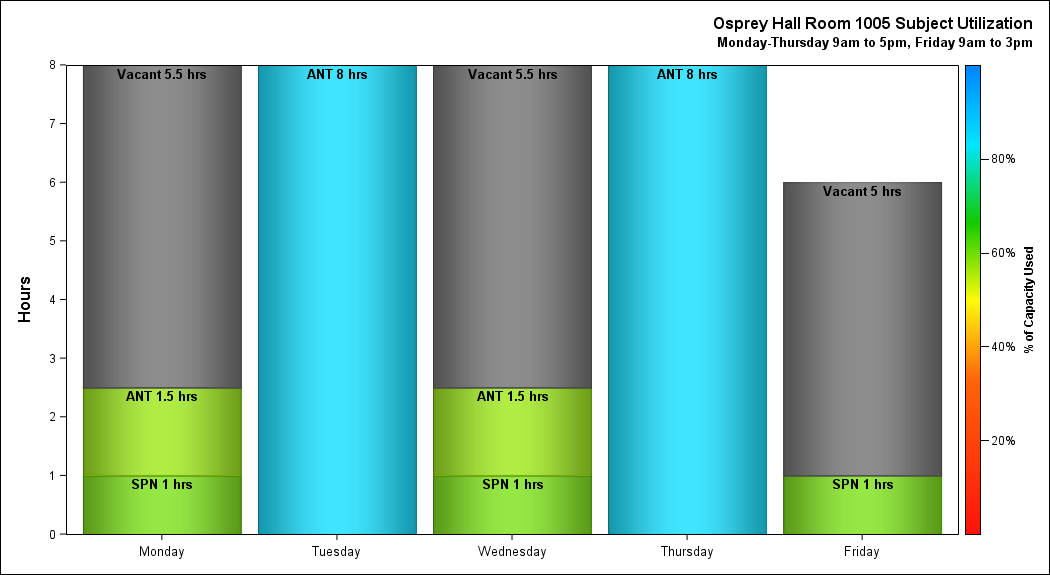 Osprey Hall Room 1005 Subject Utilization
Monday-Thursday 9am to 5pm, Friday 9am to 3pm
Hours
8
7
6
5
4
3
2
1
0
Vacant 5.5 hrs
ANT 1.5 hrs
SPN 1 hrs
ANT 8 hrs
Vacant 5.5 hrs
ANT 1.5 hrs
SPN 1 hrs
ANT 8 hrs
Vacant 5 hrs
SPN 1 hrs
Monday
Tuesday
Wednesday
Thursday
Friday
80%
60%
40%
20%
% of Capacity Used